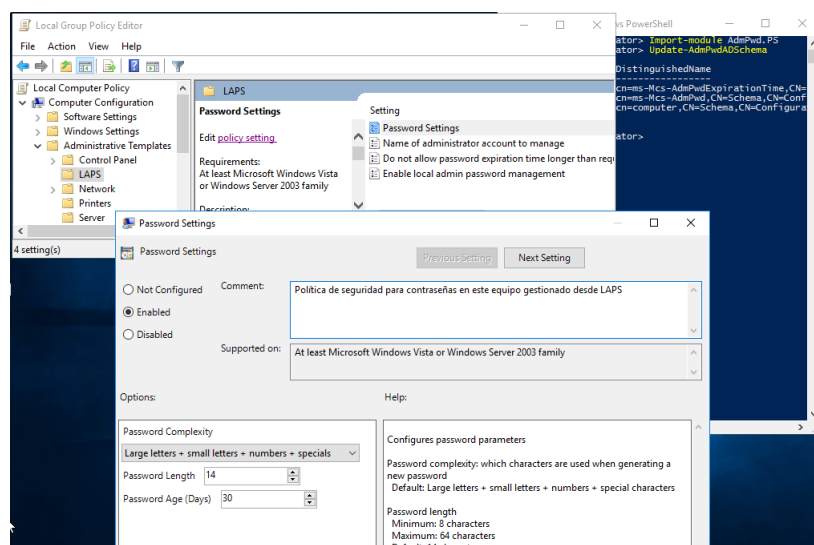 Local Group Policy Editor
File Action View Help
Local Computer Policy
Computer Configuration
Software Settings
Windows Settings
Administrative Templates
Control Panel
LAPS
Network
Printers
Server
4 setting(s)
LAPS
Password Settings
Edit policy setting
Requirements:
At least Microsoft Windows Vista
or Windows Server 2003 family
Description:
Setting
Password Settings
Name of administrator account to manage
Do not allow password expiration time longer than requ
Enable local admin password management
ws PowerShell
ator> Import-module AdmPwd.PS
ator> Update-AdmPwdADSchema
DistinguishedName
-----------------
cn=ms-Mcs-AdmPwdExpirationTime,CN=
cn=ms-Mcs-AdmPwd,CN=Schema,CN=Conf
cn=computer,CN=Schema,CN=Configura
ator>
Password Settings
Password Settings
Previous Setting
Next Setting
Not Configured
Enabled
Disabled
Comment:
Política de seguridad para contraseñas en este equipo gestionado desde LAPS
Supported on:
At least Microsoft Windows Vista or Windows Server 2003 family
Options:
Help:
Password Complexity
Large letters + small letters + numbers + specials
Password Length 14
Password Age (Days) 30
Configures password parameters
Password complexity: which characters are used when generating a
new password
Default: Large letters + small letters + numbers + special characters
Password length
Minimum: 8 characters
Maximum: 64 characters